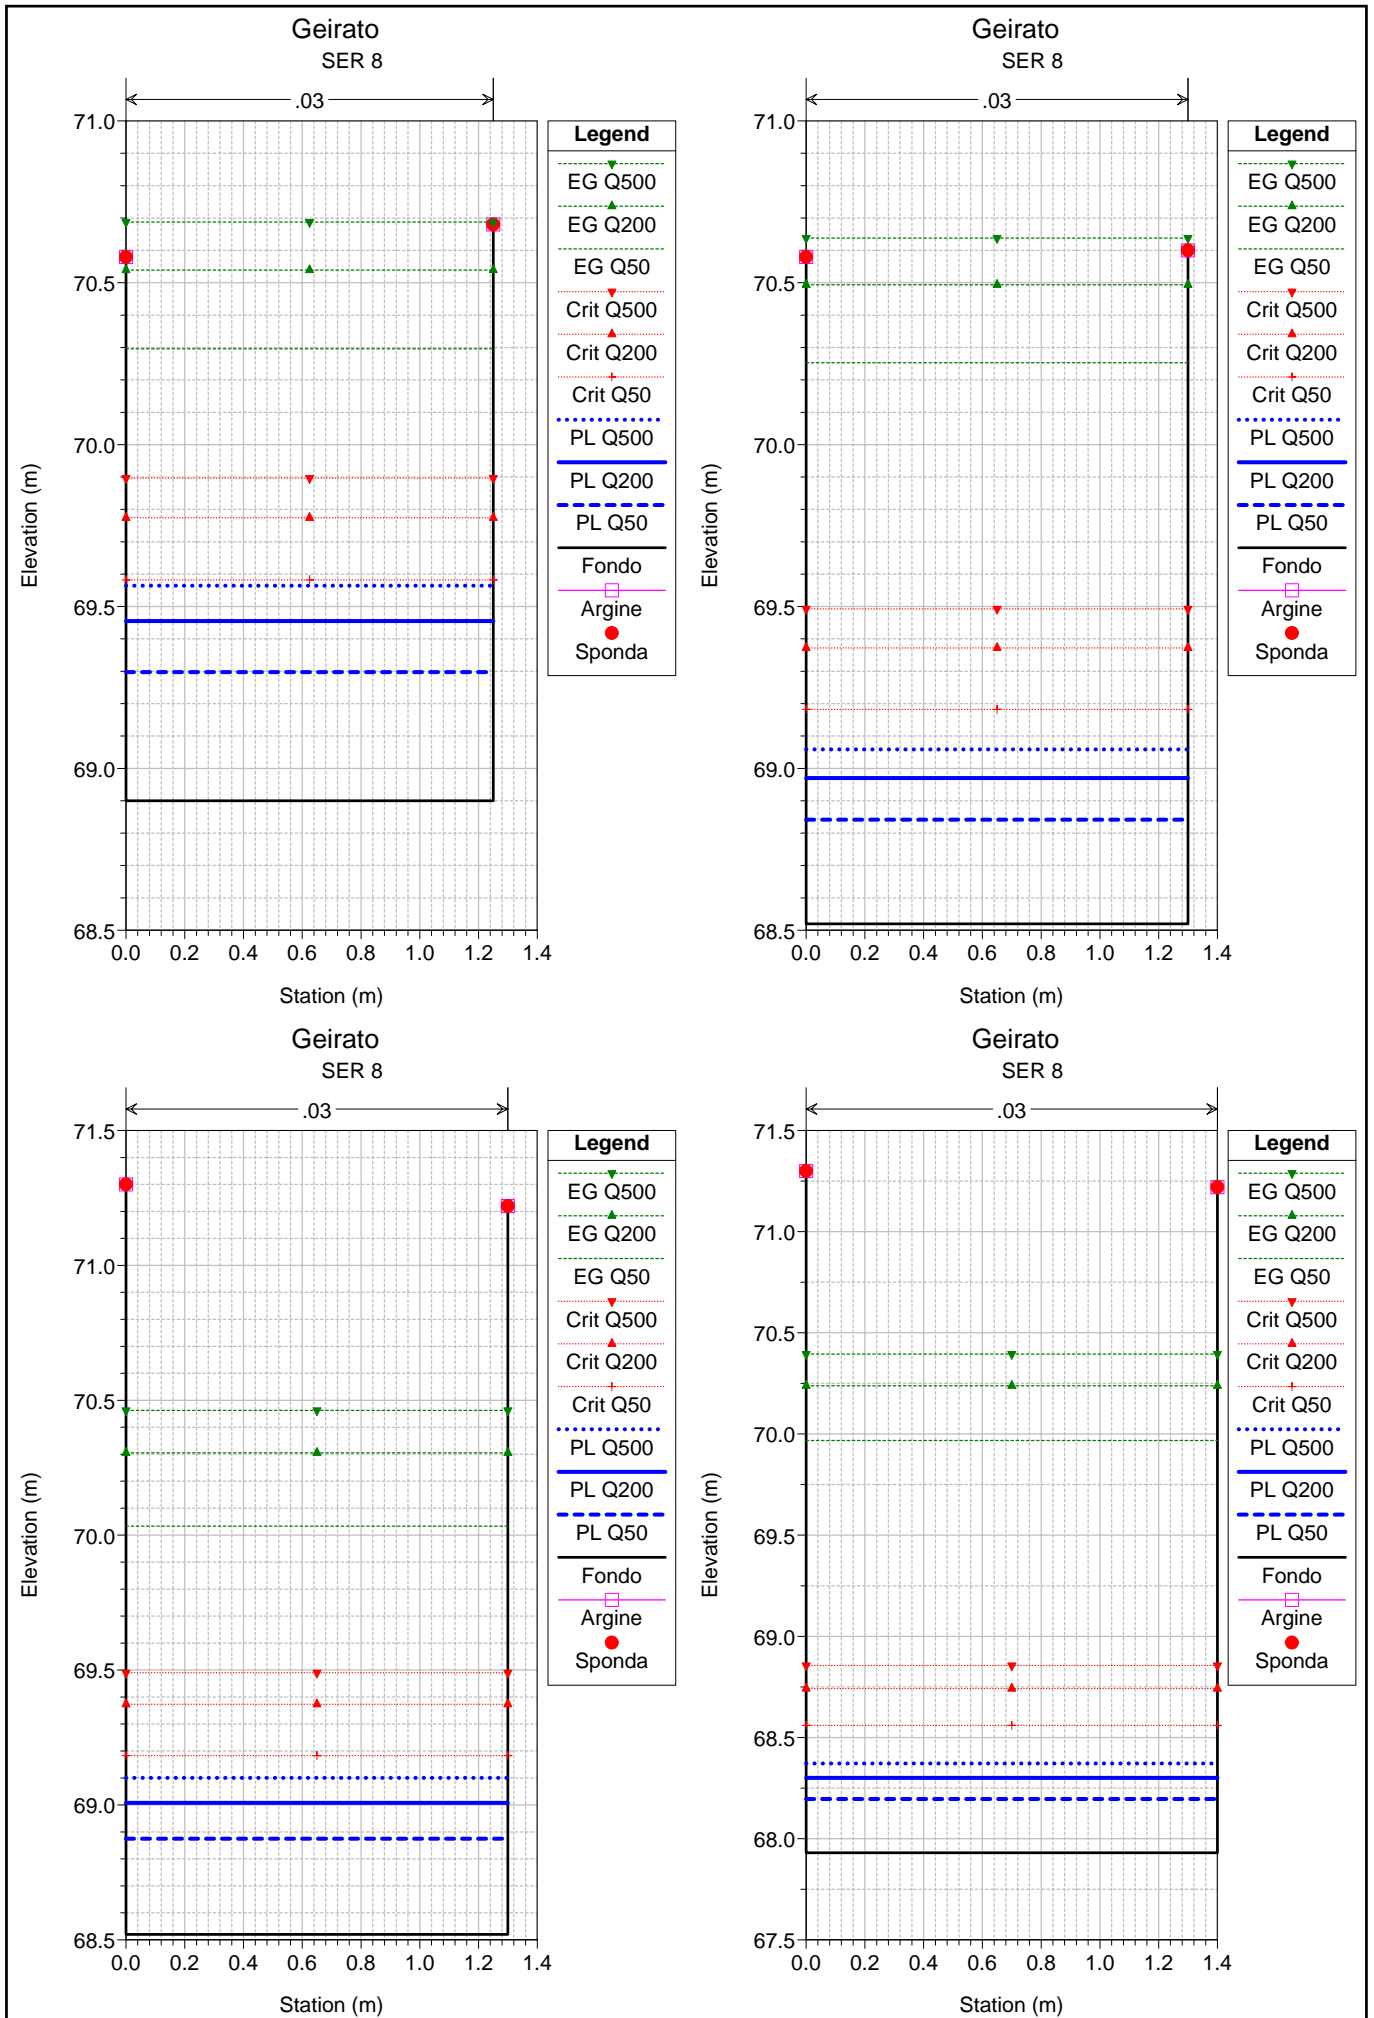 Geirato
SER 8
.03
71.0
70.5
70.0
69.5
69.0
68.5
0.0 0.2 0.4 0.6 0.8 1.0 1.2 1.4
Station (m)
Elevation (m)
Legend
EG Q500
EG Q200
EG Q50
Crit Q500
Crit Q200
Crit Q50
PL Q500
PL Q200
PL Q50
Fondo
Argine
Sponda
Geirato
SER 8
.03
71.0
70.5
70.0
69.5
69.0
68.5
0.0 0.2 0.4 0.6 0.8 1.0 1.2 1.4
Station (m)
Elevation (m)
Legend
EG Q500
EG Q200
EG Q50
Crit Q500
Crit Q200
Crit Q50
PL Q500
PL Q200
PL Q50
Fondo
Argine
Sponda
Geirato
SER 8
.03
71.5
71.0
70.5
70.0
69.5
69.0
68.5
0.0 0.2 0.4 0.6 0.8 1.0 1.2 1.4
Station (m)
Elevation (m)
Legend
EG Q500
EG Q200
EG Q50
Crit Q500
Crit Q200
Crit Q50
PL Q500
PL Q200
PL Q50
Fondo
Argine
Sponda
Geirato
SER 8
.03
71.5
71.0
70.5
70.0
69.5
69.0
68.5
68.0
67.5
0.0 0.2 0.4 0.6 0.8 1.0 1.2 1.4
Station (m)
Elevation (m)
Legend
EG Q500
EG Q200
EG Q50
Crit Q500
Crit Q200
Crit Q50
PL Q500
PL Q200
PL Q50
Fondo
Argine
Sponda